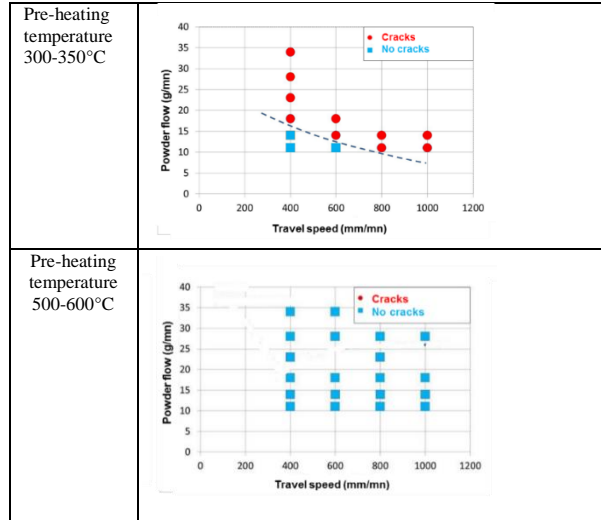 Pre-heating
temperature
300-350°C
Cracks
No cracks
Powder flow (g/mn)
40
35
30
25
20
15
10
5
0
0 200 400 600 800 1000 1200
Travel speed (mm/mn)
Pre-heating
temperature
500-600°C
Cracks
No cracks
Powder flow (g/mn)
40
35
30
25
20
15
10
5
0
0 200 400 600 800 1000 1200
Travel speed (mm/mn)